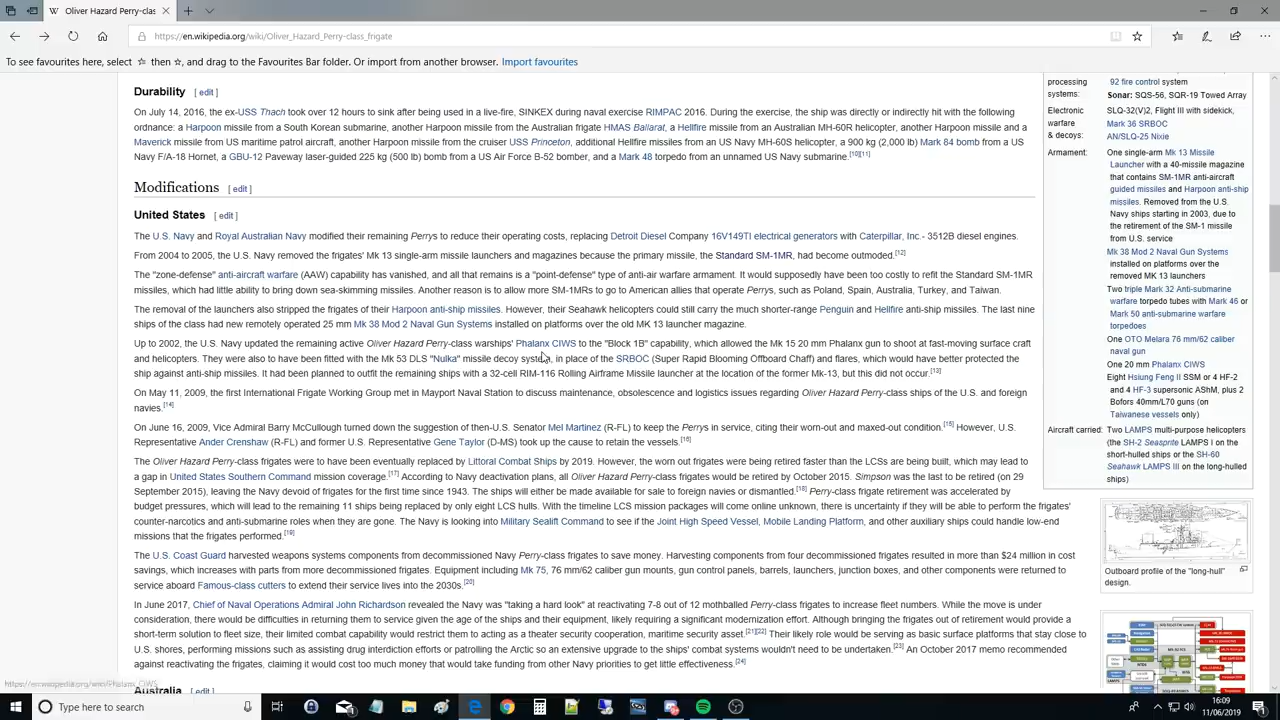 Oliver Hazard Perry-clas
https://en.wikipedia.org/wiki/Oliver_Hazard_Perry-class_frigate
To see favourites here, select ☆ then ☆, and drag to the Favourites Bar folder. Or import from another browser. Import favourites
Durability [ edit ]
On July 14, 2016, the ex-USS Thach took over 12 hours to sink after being used in a live-fire, SINKEX during naval exercise RIMPAC 2016. During the exercise, the ship was directly or indirectly hit with the following
ordnance: a Harpoon missile from a South Korean submarine, another Harpoon missile from the Australian frigate HMAS Ballarat, a Hellfire missile from an Australian MH-60R helicopter, another Harpoon missile and a
Maverick missile from US maritime patrol aircraft, another Harpoon missile from the cruiser USS Princeton, additional Hellfire missiles from an US Navy MH-60S helicopter, a 900 kg (2,000 lb) Mark 84 bomb from a US
Navy F/A-18 Hornet, a GBU-12 Paveway laser-guided 225 kg (500 lb) bomb from a US Air Force B-52 bomber, and a Mark 48 torpedo from an unnamed US Navy submarine.[10][11]
Modifications [ edit ]
United States [ edit ]
The U.S. Navy and Royal Australian Navy modified their remaining Perrys to reduce their operating costs, replacing Detroit Diesel Company 16V149TI electrical generators with Caterpillar, Inc.- 3512B diesel engines.
From 2004 to 2005, the U.S. Navy removed the frigates' Mk 13 single-arm missile launchers and magazines because the primary missile, the Standard SM-1MR, had become outmoded.[12]
The "zone-defense" anti-aircraft warfare (AAW) capability has vanished, and all that remains is a "point-defense" type of anti-air warfare armament. It would supposedly have been too costly to refit the Standard SM-1MR
missiles, which had little ability to bring down sea-skimming missiles. Another reason is to allow more SM-1MRs to go to American allies that operate Perrys, such as Poland, Spain, Australia, Turkey, and Taiwan.
The removal of the launchers also stripped the frigates of their Harpoon anti-ship missiles. However, their Seahawk helicopters could still carry the much shorter-range Penguin and Hellfire anti-ship missiles. The last nine
ships of the class had new remotely operated 25 mm Mk 38 Mod 2 Naval Gun Systems installed on platforms over the old MK 13 launcher magazine.
Up to 2002, the U.S. Navy updated the remaining active Oliver Hazard Perry-class warships' Phalanx CIWS to the "Block 1B" capability, which allowed the Mk 15 20 mm Phalanx gun to shoot at fast-moving surface craft
and helicopters. They were also to have been fitted with the Mk 53 DLS "Nulka" missile decoy system, in place of the SRBOC (Super Rapid Blooming Offboard Chaff) and flares, which would have better protected the
ship against anti-ship missiles. It had been planned to outfit the remaining ships with a 32-cell RIM-116 Rolling Airframe Missile launcher at the location of the former Mk-13, but this did not occur.[13]
On May 11, 2009, the first International Frigate Working Group met in Mayport Naval Station to discuss maintenance, obsolescence and logistics issues regarding Oliver Hazard Perry-class ships of the U.S. and foreign
navies.[14]
On June 16, 2009, Vice Admiral Barry McCullough turned down the suggestion of then-U.S. Senator Mel Martinez (R-FL) to keep the Perrys in service, citing their worn-out and maxed-out condition.[15] However, U.S.
Representative Ander Crenshaw (R-FL) and former U.S. Representative Gene Taylor (D-MS) took up the cause to retain the vessels.[16]
The Oliver Hazard Perry-class frigates were to have been eventually replaced by Littoral Combat Ships by 2019. However, the worn out frigates were being retired faster than the LCSs are being built, which may lead to
a gap in United States Southern Command mission coverage.[17] According to Navy deactivation plans, all Oliver Hazard Perry-class frigates would be retired by October 2015. Simpson was the last to be retired (on 29
September 2015), leaving the Navy devoid of frigates for the first time since 1943. The ships will either be made available for sale to foreign navies or dismantled.[18] Perry-class frigate retirement was accelerated by
budget pressures, which will lead to the remaining 11 ships being replaced by only eight LCS hulls. With the timeline LCS mission packages will come online unknown, there is uncertainty if they will be able to perform the frigates'
counter-narcotics and anti-submarine roles when they are gone. The Navy is looking into Military Sealift Command to see if the Joint High Speed Vessel, Mobile Landing Platform, and other auxiliary ships could handle low-end
missions that the frigates performed.[19]
The U.S. Coast Guard harvested weapons systems components from decommissioned Navy Perry-class frigates to save money. Harvesting components from four decommissioned frigates resulted in more than $24 million in cost
savings, which increases with parts from more decommissioned frigates. Equipment including Mk 75, 76 mm/62 caliber gun mounts, gun control panels, barrels, launchers, junction boxes, and other components were returned to
service aboard Famous-class cutters to extend their service lives into the 2030s.[20]
In June 2017, Chief of Naval Operations Admiral John Richardson revealed the Navy was "taking a hard look" at reactivating 7-8 out of 12 mothballed Perry-class frigates to increase fleet numbers. While the move is under
consideration, there would be difficulties in returning them to service given the age of the ships and their equipment, likely requiring a significant modernization effort. Although bringing the frigates out of retirement would provide a
short-term solution to fleet size, their limited combat capability would restrict them to acting as a theater security cooperation, maritime security asset.[21][22] Their likely role would be serving as basic surface platforms that stay close to
U.S. shores, performing missions such as assisting drug interdiction efforts or patrolling the Arctic so an extensive upgrade to the ships' combat systems wouldn't need to be undertaken.[23] An October 2017 memo recommended
against reactivating the frigates, claiming it would cost too much money that would take funding from other Navy priorities to get little effectiveness.[24]
Australia [ edit ]
https://en.wikipedia.org/wiki/Phalanx_CIWS
processing
systems:
92 fire control system
Sonar: SQS-56, SQR-19 Towed Array
Electronic
warfare
& decoys:
SLQ-32(V)2, Flight III with sidekick,
Mark 36 SRBOC
AN/SLQ-25 Nixie
Armament:
One single-arm Mk 13 Missile
Launcher with a 40-missile magazine
that contains SM-1MR anti-aircraft
guided missiles and Harpoon anti-ship
missiles. Removed from the U.S.
Navy ships starting in 2003, due to
the retirement of the SM-1 missile
from U.S. service
Mk 38 Mod 2 Naval Gun Systems
installed on platforms over the
removed MK 13 launchers
Two triple Mark 32 Anti-submarine
warfare torpedo tubes with Mark 46 or
Mark 50 anti-submarine warfare
torpedoes
One OTO Melara 76 mm/62 caliber
naval gun
One 20 mm Phalanx CIWS
Eight Hsiung Feng II SSM or 4 HF-2
and 4 HF-3 supersonic AShM, plus 2
Bofors 40mm/L70 guns (on
Taiwanese vessels only)
Aircraft carried:
Two LAMPS multi-purpose helicopters
(the SH-2 Seasprite LAMPS I on the
short-hulled ships or the SH-60
Seahawk LAMPS III on the long-hulled
ships)
Outboard profile of the "long-hull"
design.
Type here to search
16:09
11/06/2019